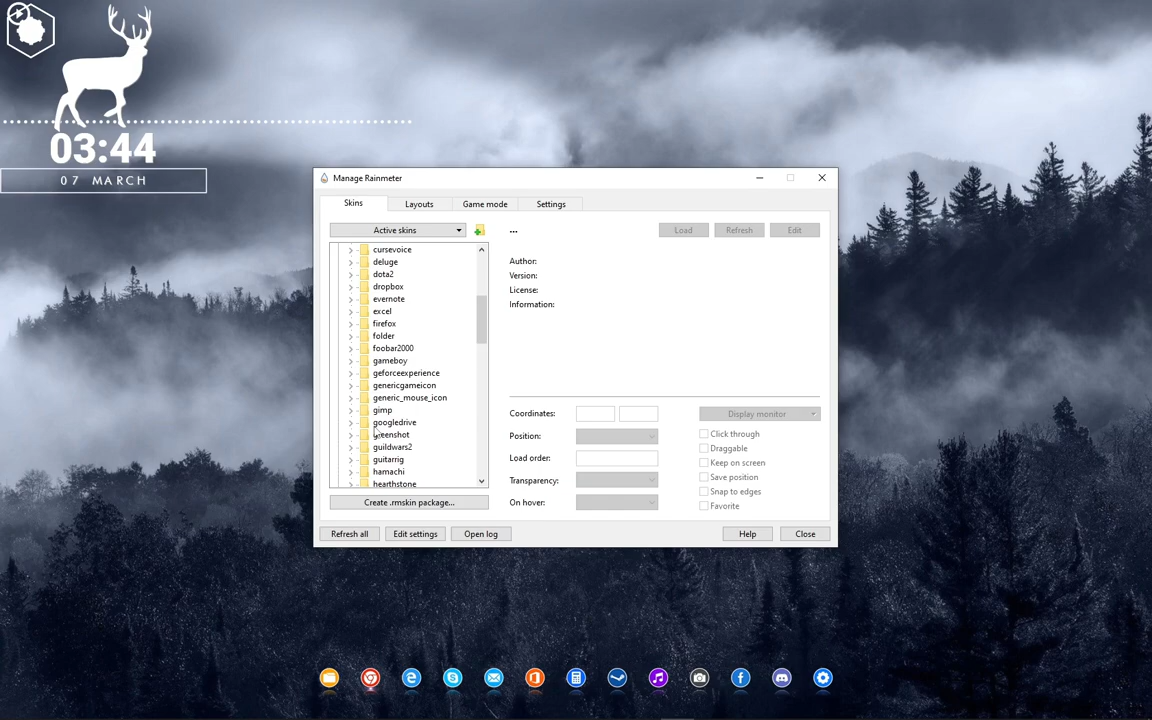 03:44
07 MARCH
Manage Rainmeter
Skins
Layouts
Game mode
Settings
Active skins
...
Load
Refresh
Edit
cursevoice
deluge
dota2
dropbox
evernote
excel
firefox
folder
foobar2000
gameboy
geforceexperience
genericgameicon
generic_mouse_icon
gimp
googledrive
greenshot
guildwars2
guitarrig
hamachi
hearthstone
Author:
Version:
License:
Information:
Coordinates:
Display monitor
Position:
Click through
Draggable
Load order:
Keep on screen
Transparency:
Save position
Snap to edges
On hover:
Favorite
Create .rmskin package...
Refresh all
Edit settings
Open log
Help
Close